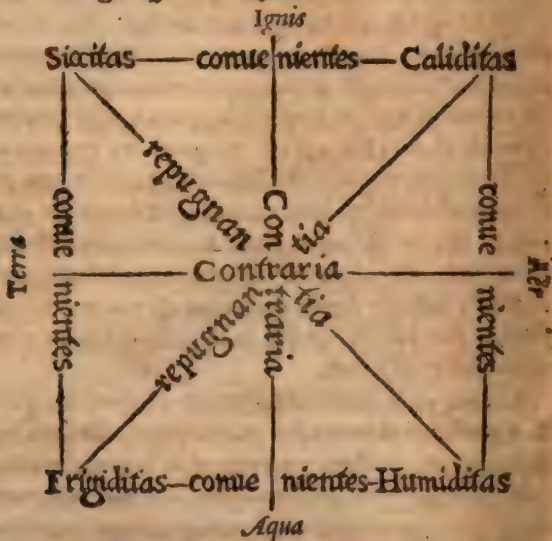 Ignis
Siccitas conue nientes Caliditas
repugnan tia
Con traria
conue nientes
conue nientes
Terra
Contraria
Aër
repugnan tia
Frigiditas conue nientes Humiditas
Aqua